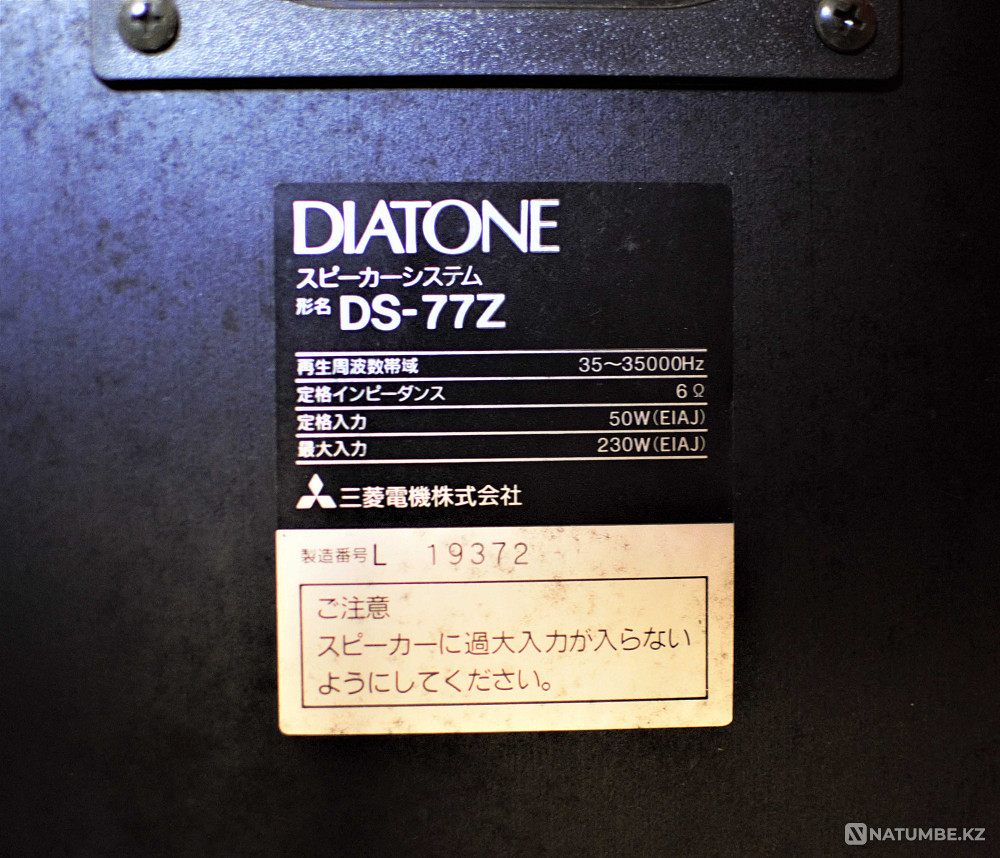 DIATONE
スピーカーシステム
形名 DS-77Z
再生周波数帯域 35〜35000Hz
定格インピーダンス 6Ω
定格入力 50W(EIAJ)
最大入力 230W(EIAJ)
三菱電機株式会社
製造番号 L 19372
ご注意
スピーカーに過大入力が入らない
ようにしてください。
NATUMBE.KZ